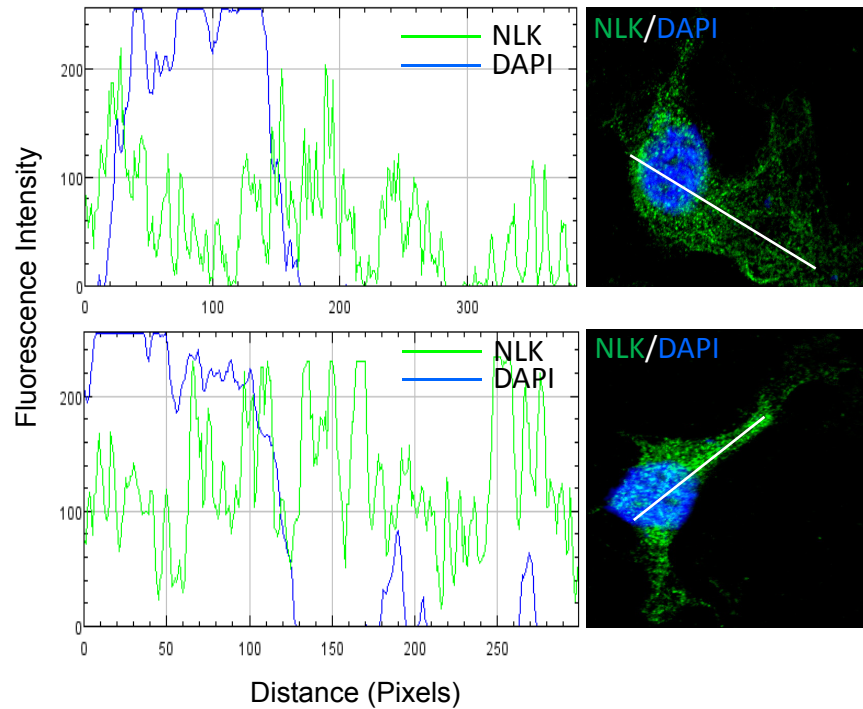 NLK
DAPI
NLK/DAPI
200
100
0
0
100
200
300
Fluorescence Intensity
NLK
DAPI
NLK/DAPI
200
100
0
0
50
100
150
200
250
Distance (Pixels)